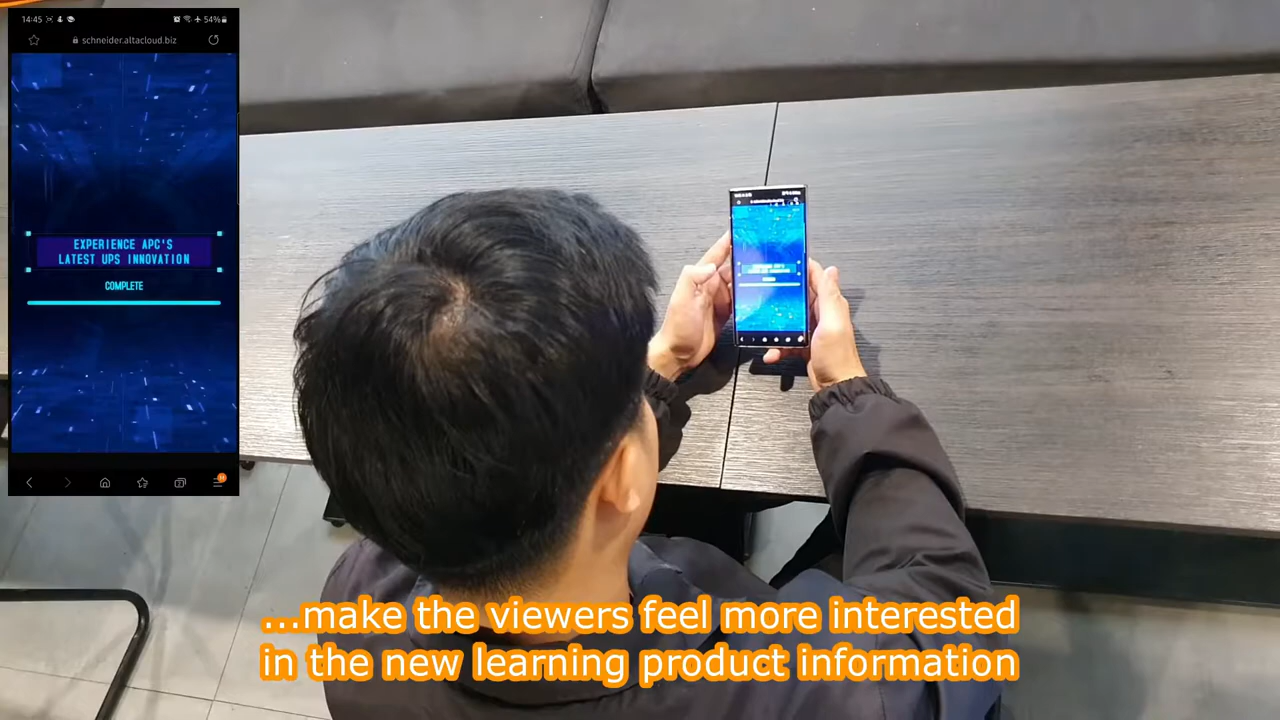 14:45
54%
schneider.altacloud.biz
EXPERIENCE APC'S
LATEST UPS INNOVATION
COMPLETE
...make the viewers feel more interested
in the new learning product information